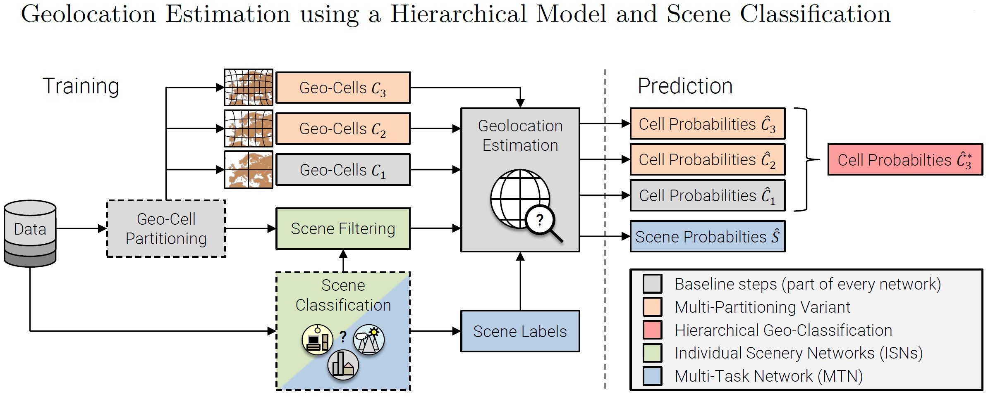 Geolocation Estimation using a Hierarchical Model and Scene Classification
Training
Geo-Cells C₃
Geo-Cells C₂
Geo-Cells C₁
Data
Geo-Cell
Partitioning
Scene Filtering
Scene
Classification
?
Scene Labels
Geolocation
Estimation
?
Prediction
Cell Probabilities Ĉ₃
Cell Probabilities Ĉ₂
Cell Probabilities Ĉ₁
Cell Probabilties Ĉ₃*
Scene Probabilties Ŝ
Baseline steps (part of every network)
Multi-Partitioning Variant
Hierarchical Geo-Classification
Individual Scenery Networks (ISNs)
Multi-Task Network (MTN)